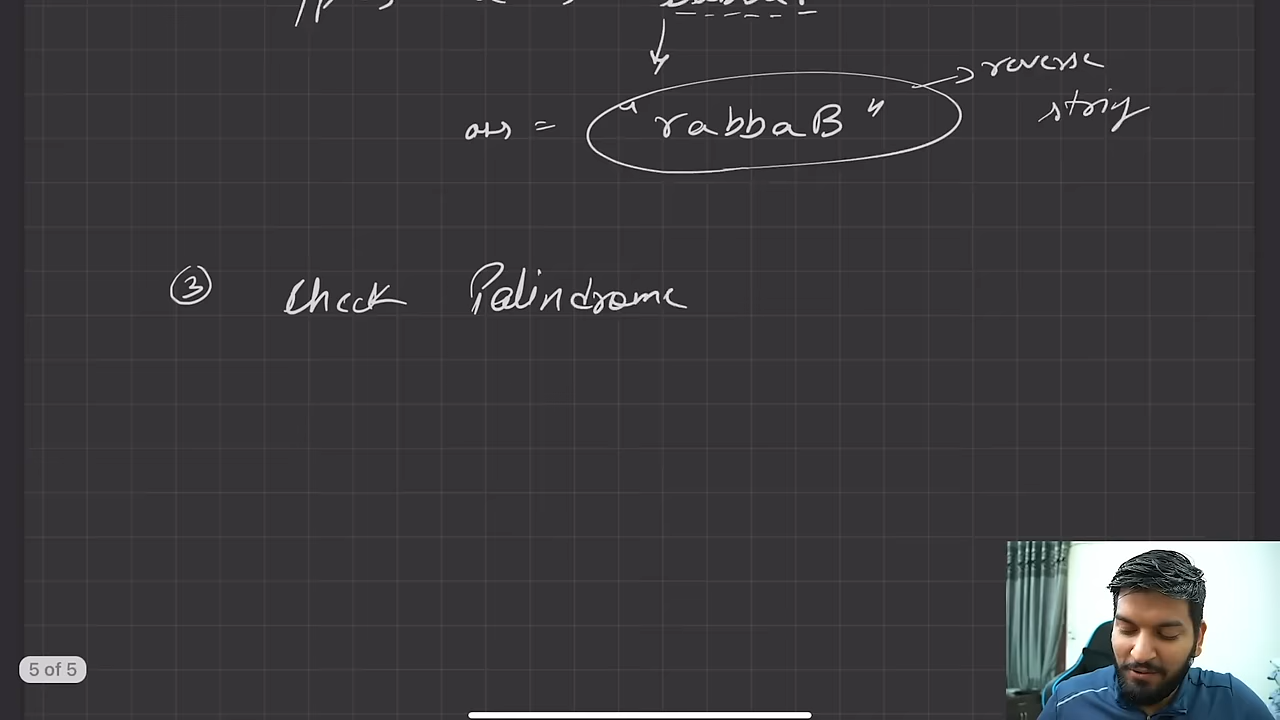 reverse
string
ans = "rabbaB"
③ Check Palindrome
5 of 5